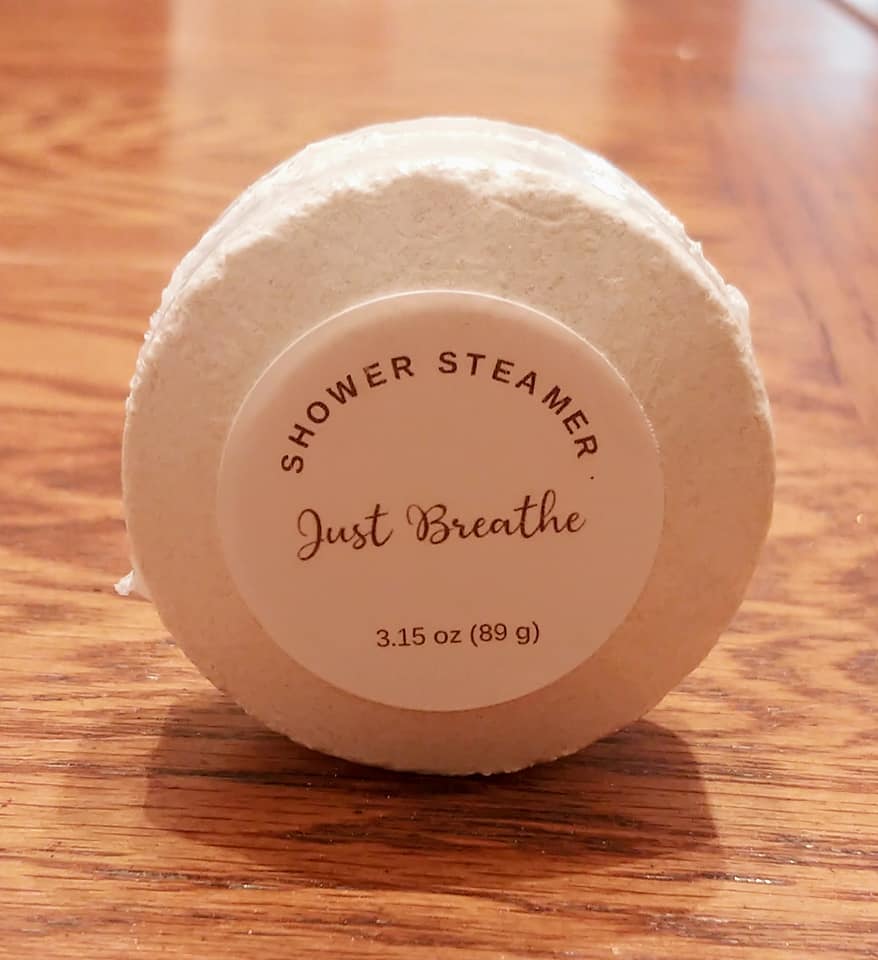 SHOWER STEAMER
Just Breathe
3.15 oz (89 g)